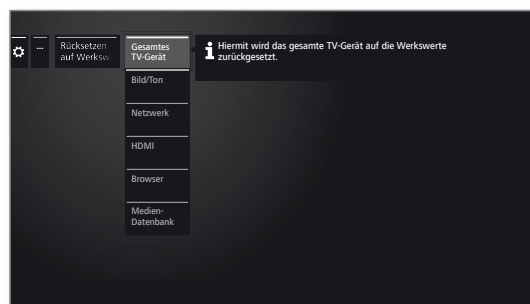 ...
Rücksetzen
auf Werksw
Gesamtes
TV-Gerät
Hiermit wird das gesamte TV-Gerät auf die Werkswerte
zurückgesetzt.
Bild/Ton
Netzwerk
HDMI
Browser
Medien-
Datenbank